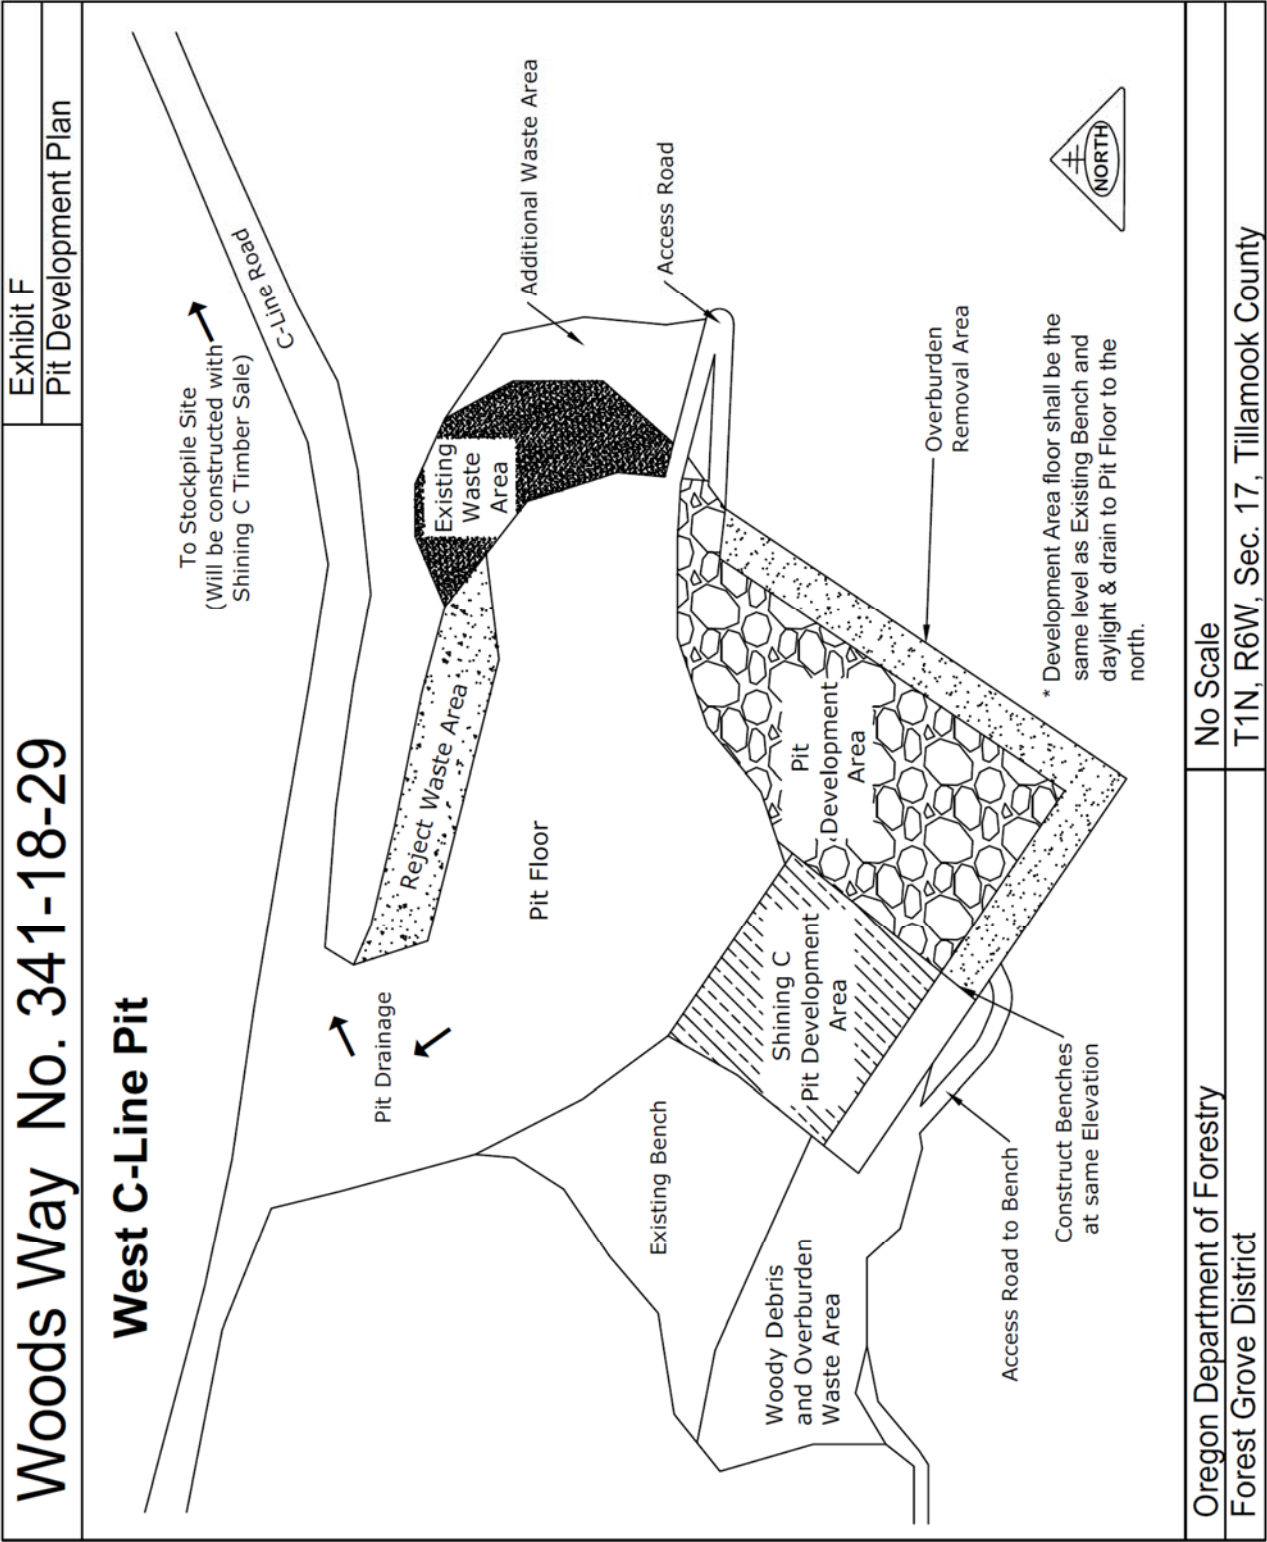 Woods Way No. 341-18-29
Exhibit F
Pit Development Plan
West C-Line Pit
To Stockpile Site
(Will be constructed with
Shining C Timber Sale)
C-Line Road
Additional Waste Area
Access Road
Existing
Waste
Area
Reject Waste Area
Pit Drainage
Pit Floor
Overburden
Removal Area
Pit
Development
Area
Shining C
Pit Development
Area
Existing Bench
Woody Debris
and Overburden
Waste Area
Access Road to Bench
Construct Benches
at same Elevation
* Development Area floor shall be the
same level as Existing Bench and
daylight & drain to Pit Floor to the
north.
NORTH
Oregon Department of Forestry
Forest Grove District
No Scale
T1N, R6W, Sec. 17, Tillamook County